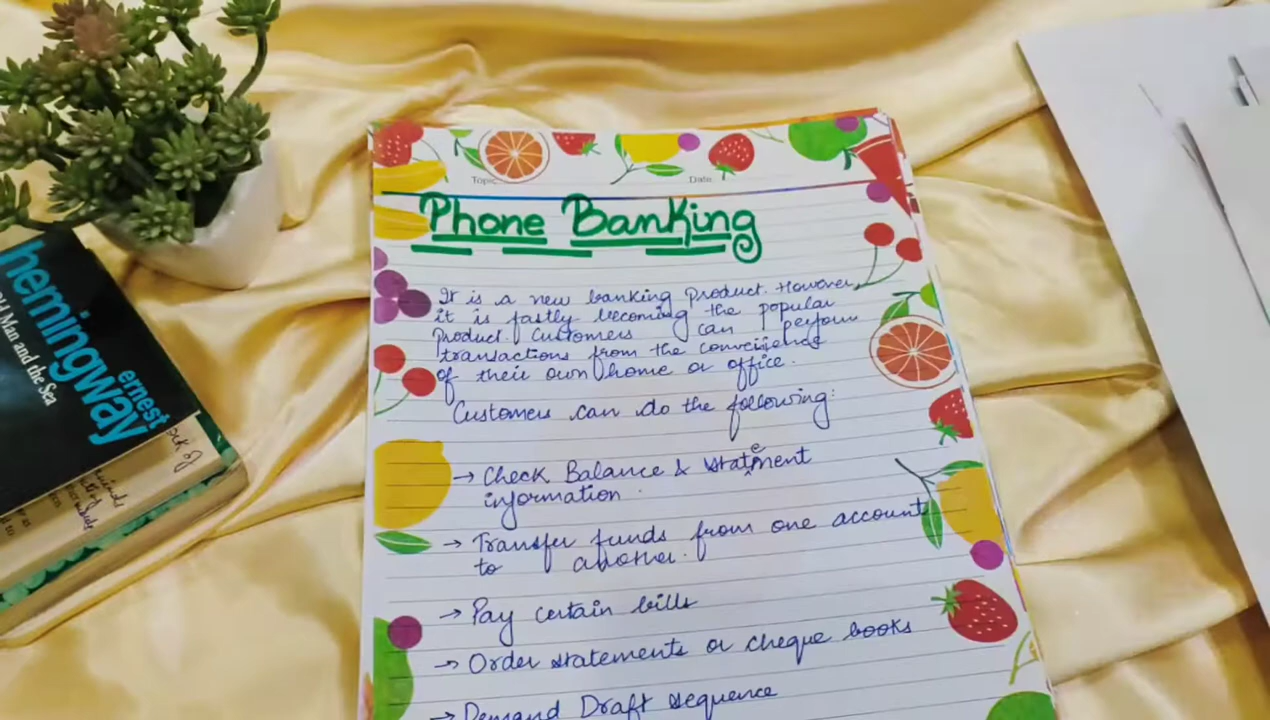 Topic
Date
Phone Banking
It is a new banking product. However,
it is fastly becoming the popular
product. Customers can perform
transactions from the convenience
of their own home or office.
Customers can do the following:
→ Check Balance & statement
information.
→ Transfer funds from one account
to another.
→ Pay certain bills
→ Order statements or cheque books
→ Demand Draft sequence
hemingway
ernest
Old Man and the Sea